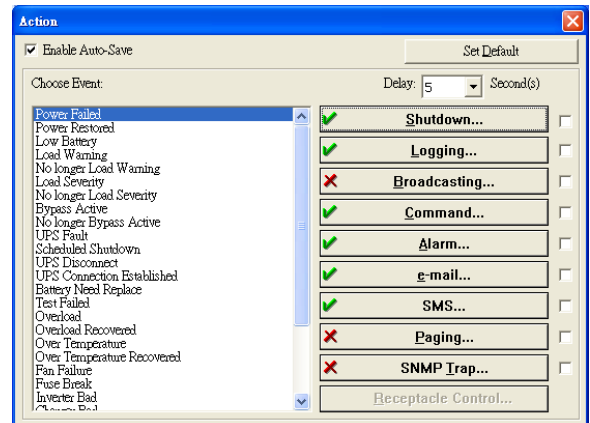 Action
Enable Auto-Save
Set Default
Choose Event:
Delay: 5 Second(s)
Power Failed
Power Restored
Low Battery
Load Warning
No longer Load Warning
Load Severity
No longer Load Severity
Bypass Active
No longer Bypass Active
UPS Fault
Scheduled Shutdown
UPS Disconnect
UPS Connection Established
Battery Need Replace
Test Failed
Overload
Overload Recovered
Over Temperature
Over Temperature Recovered
Fan Failure
Fuse Break
Inverter Bad
Shutdown...
Logging...
Broadcasting...
Command...
Alarm...
e-mail...
SMS...
Paging...
SNMP Trap...
Receptacle Control...